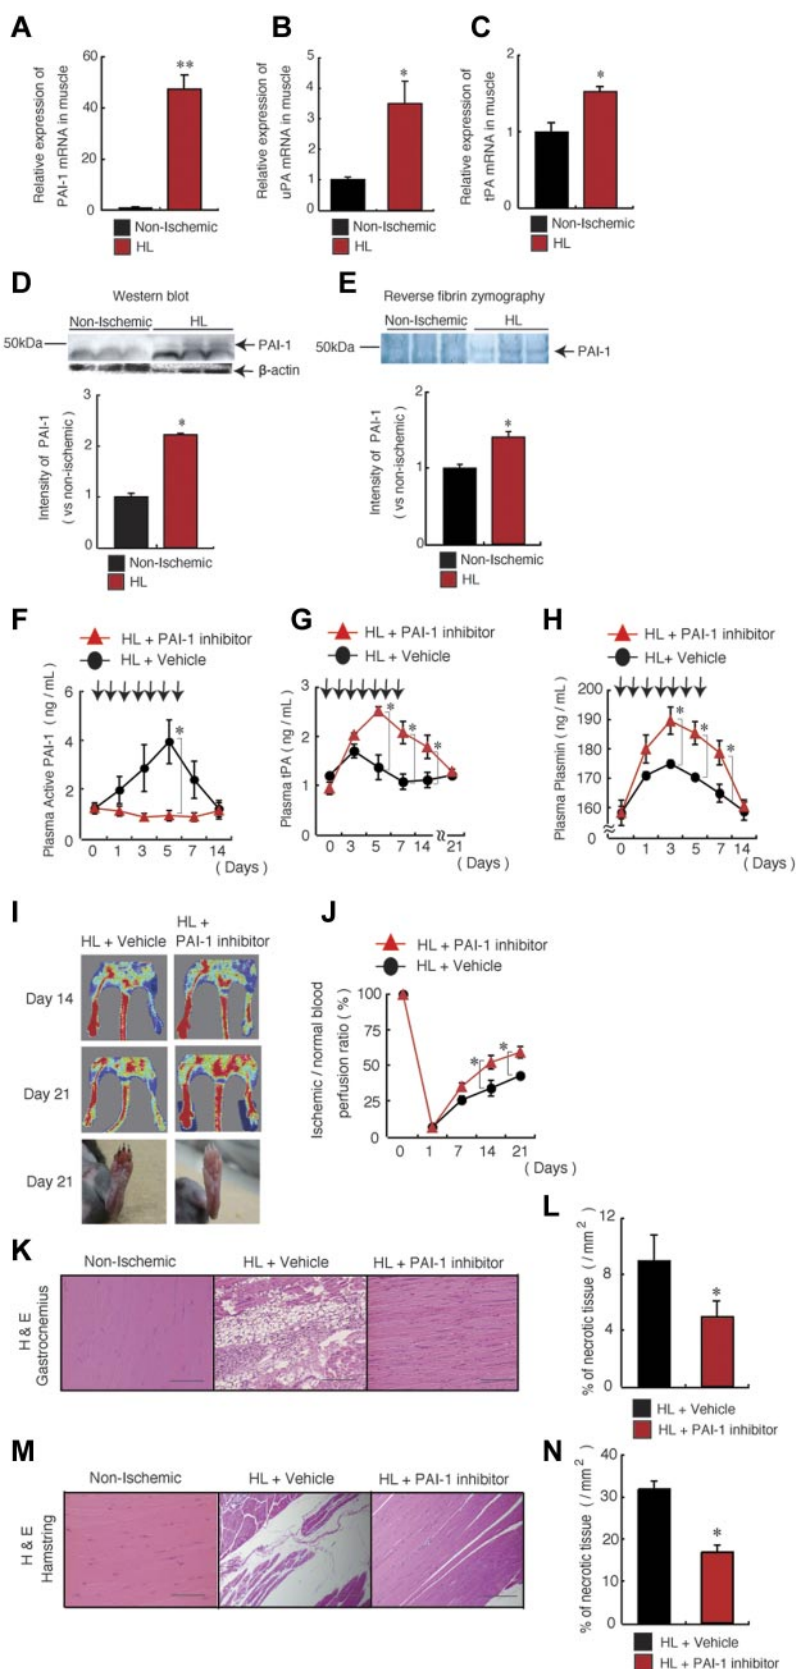 A
Relative expression of
PAI-1 mRNA in muscle
60
40
20
0
**
Non-Ischemic
HL
B
Relative expression of
uPA mRNA in muscle
5
4
3
2
1
0
*
Non-Ischemic
HL
C
Relative expression of
tPA mRNA in muscle
2
1
0
*
Non-Ischemic
HL
D
Western blot
Non-Ischemic HL
50kDa
PAI-1
β-actin
Intensity of PAI-1
( vs non-ischemic )
3
2
1
0
*
Non-Ischemic
HL
E
Reverse fibrin zymography
Non-Ischemic HL
50kDa
PAI-1
Intensity of PAI-1
( vs non-ischemic )
2
1
0
*
Non-Ischemic
HL
F
HL + PAI-1 inhibitor
HL + Vehicle
Plasma Active PAI-1 ( ng / mL )
6
4
2
0
*
0 1 3 5 7 14
( Days )
G
HL + PAI-1 inhibitor
HL + Vehicle
Plasma tPA ( ng / mL )
3
2
1
0
* * *
0 3 5 7 14 21
( Days )
H
HL + PAI-1 inhibitor
HL+ Vehicle
Plasma Plasmin ( ng / mL )
200
190
180
170
160
0
* * *
0 1 3 5 7 14
( Days )
I
HL + Vehicle
HL +
PAI-1 inhibitor
Day 14
Day 21
Day 21
J
HL + PAI-1 inhibitor
HL + Vehicle
Ischemic / normal blood
perfusion ratio ( % )
100
75
50
25
0
* *
0 1 7 14 21
( Days )
K
Non-Ischemic HL + Vehicle HL + PAI-1 inhibitor
H & E
Gastrocnemius
L
% of necrotic tissue ( / mm²)
12
8
4
0
*
HL + Vehicle
HL + PAI-1 inhibitor
M
Non-Ischemic HL + Vehicle HL + PAI-1 inhibitor
H & E
Hamstring
N
% of necrotic tissue ( / mm²)
40
30
20
10
0
*
HL + Vehicle
HL + PAI-1 inhibitor